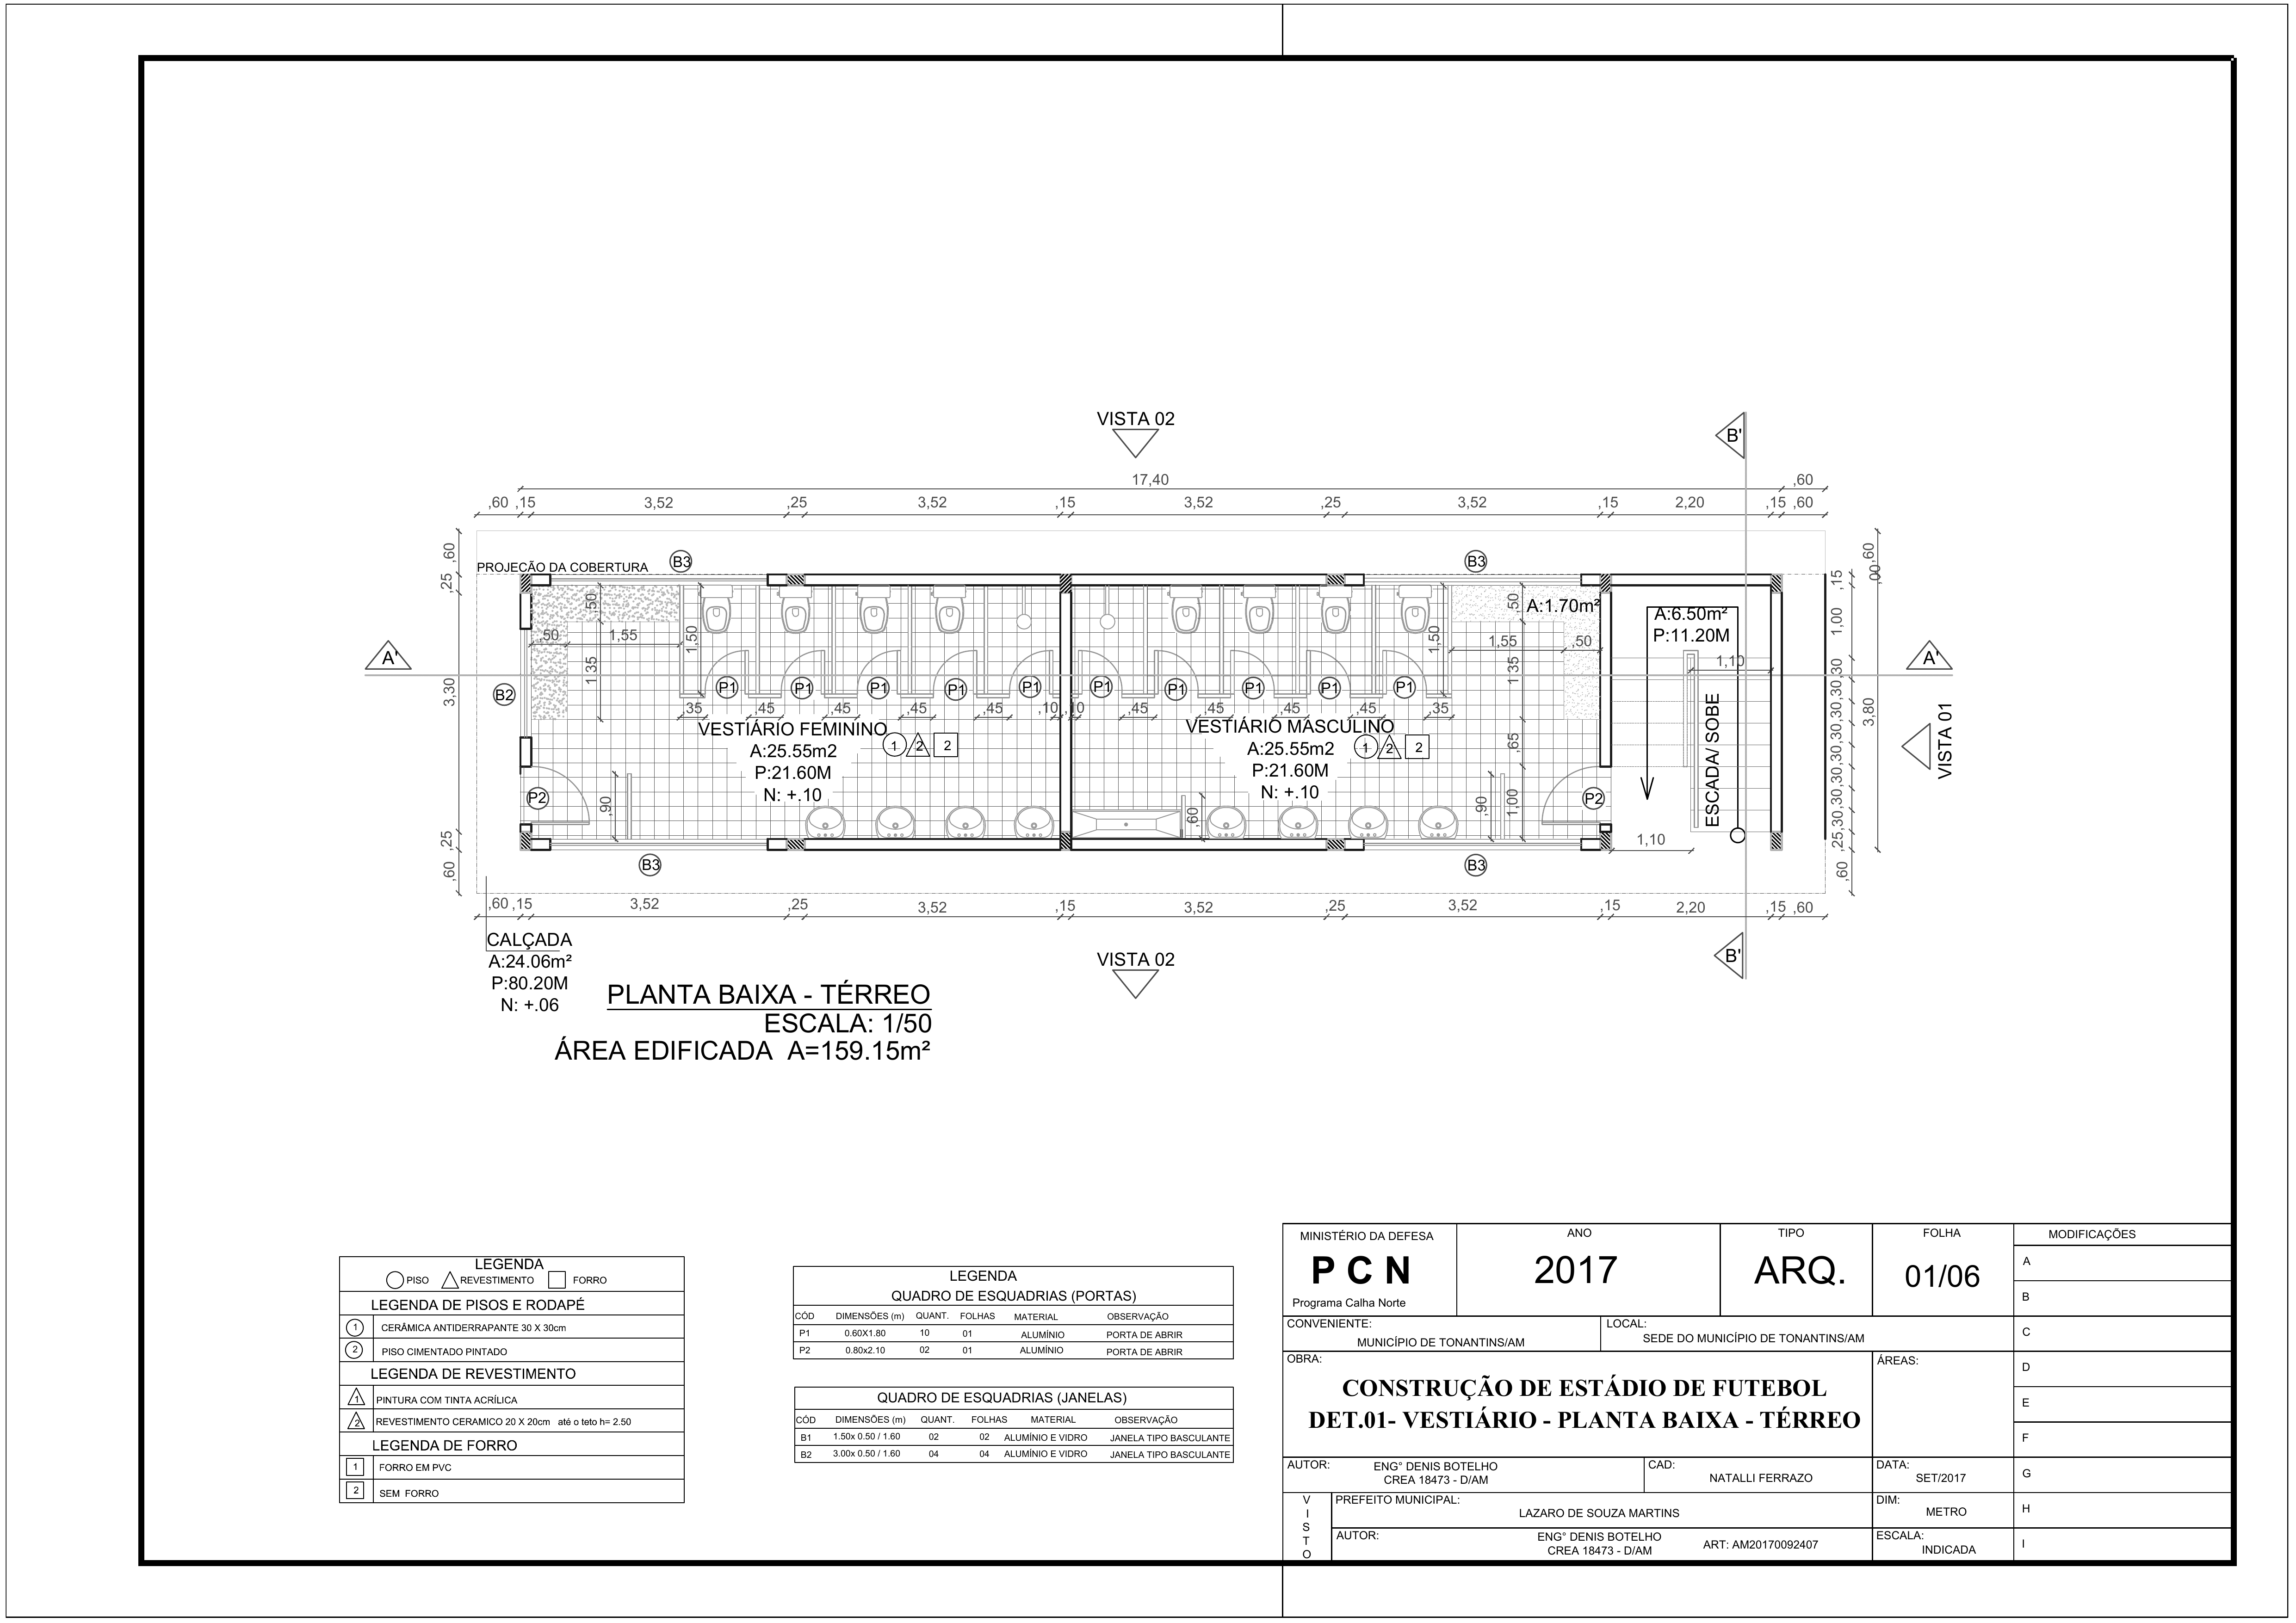 VISTA 02
B'
17,40
,60
,60 ,15 3,52 ,25 3,52 ,15 3,52 ,25 3,52 ,15 2,20 ,15 ,60
,60
,25
3,30
,25
,60
PROJEÇÃO DA COBERTURA
B3
B3
,50
,50 1,55
1,35
1,50
1,50
,50
A:1.70m²
1,55 ,50
1,35
A:6.50m²
P:11.20M
1,10
A'
A'
B2
P1 P1 P1 P1 P1 P1 P1 P1 P1 P1
,35 ,45 ,45 ,45 ,45 ,10 ,10 ,45 ,45 ,45 ,45 ,35
VESTIÁRIO FEMININO
A:25.55m2
P:21.60M
N: +.10
1 2 2
VESTIÁRIO MASCULINO
A:25.55m2
P:21.60M
N: +.10
1 2 2
,65
1,00
,90
,60
,90
P2
P2
ESCADA/ SOBE
1,10
,60
,00
3,80
,15
1,00
,30
,30
,30
,30
,30
,30
,30
,30
,25
,60
VISTA 01
B3
B3
,60 ,15 3,52 ,25 3,52 ,15 3,52 ,25 3,52 ,15 2,20 ,15 ,60
CALÇADA
A:24.06m²
P:80.20M
N: +.06
VISTA 02
B'
PLANTA BAIXA - TÉRREO
ESCALA: 1/50
ÁREA EDIFICADA A=159.15m²
LEGENDA
PISO REVESTIMENTO FORRO
LEGENDA DE PISOS E RODAPÉ
1 CERÂMICA ANTIDERRAPANTE 30 X 30cm
2 PISO CIMENTADO PINTADO
LEGENDA DE REVESTIMENTO
1 PINTURA COM TINTA ACRÍLICA
2 REVESTIMENTO CERAMICO 20 X 20cm até o teto h= 2.50
LEGENDA DE FORRO
1 FORRO EM PVC
2 SEM FORRO
LEGENDA
QUADRO DE ESQUADRIAS (PORTAS)
CÓD DIMENSÕES (m) QUANT. FOLHAS MATERIAL OBSERVAÇÃO
P1 0.60X1.80 10 01 ALUMÍNIO PORTA DE ABRIR
P2 0.80x2.10 02 01 ALUMÍNIO PORTA DE ABRIR
QUADRO DE ESQUADRIAS (JANELAS)
CÓD DIMENSÕES (m) QUANT. FOLHAS MATERIAL OBSERVAÇÃO
B1 1.50x 0.50 / 1.60 02 02 ALUMÍNIO E VIDRO JANELA TIPO BASCULANTE
B2 3.00x 0.50 / 1.60 04 04 ALUMÍNIO E VIDRO JANELA TIPO BASCULANTE
MINISTÉRIO DA DEFESA
P C N
Programa Calha Norte
ANO
2017
TIPO
ARQ.
FOLHA
01/06
MODIFICAÇÕES
A
B
C
D
E
F
G
H
I
CONVENIENTE:
MUNICÍPIO DE TONANTINS/AM
LOCAL:
SEDE DO MUNICÍPIO DE TONANTINS/AM
OBRA:
CONSTRUÇÃO DE ESTÁDIO DE FUTEBOL
DET.01- VESTIÁRIO - PLANTA BAIXA - TÉRREO
ÁREAS:
AUTOR: ENG° DENIS BOTELHO
CREA 18473 - D/AM
CAD:
NATALLI FERRAZO
DATA:
SET/2017
VISTO
PREFEITO MUNICIPAL:
LAZARO DE SOUZA MARTINS
DIM:
METRO
AUTOR: ENG° DENIS BOTELHO
CREA 18473 - D/AM
ART: AM20170092407
ESCALA:
INDICADA